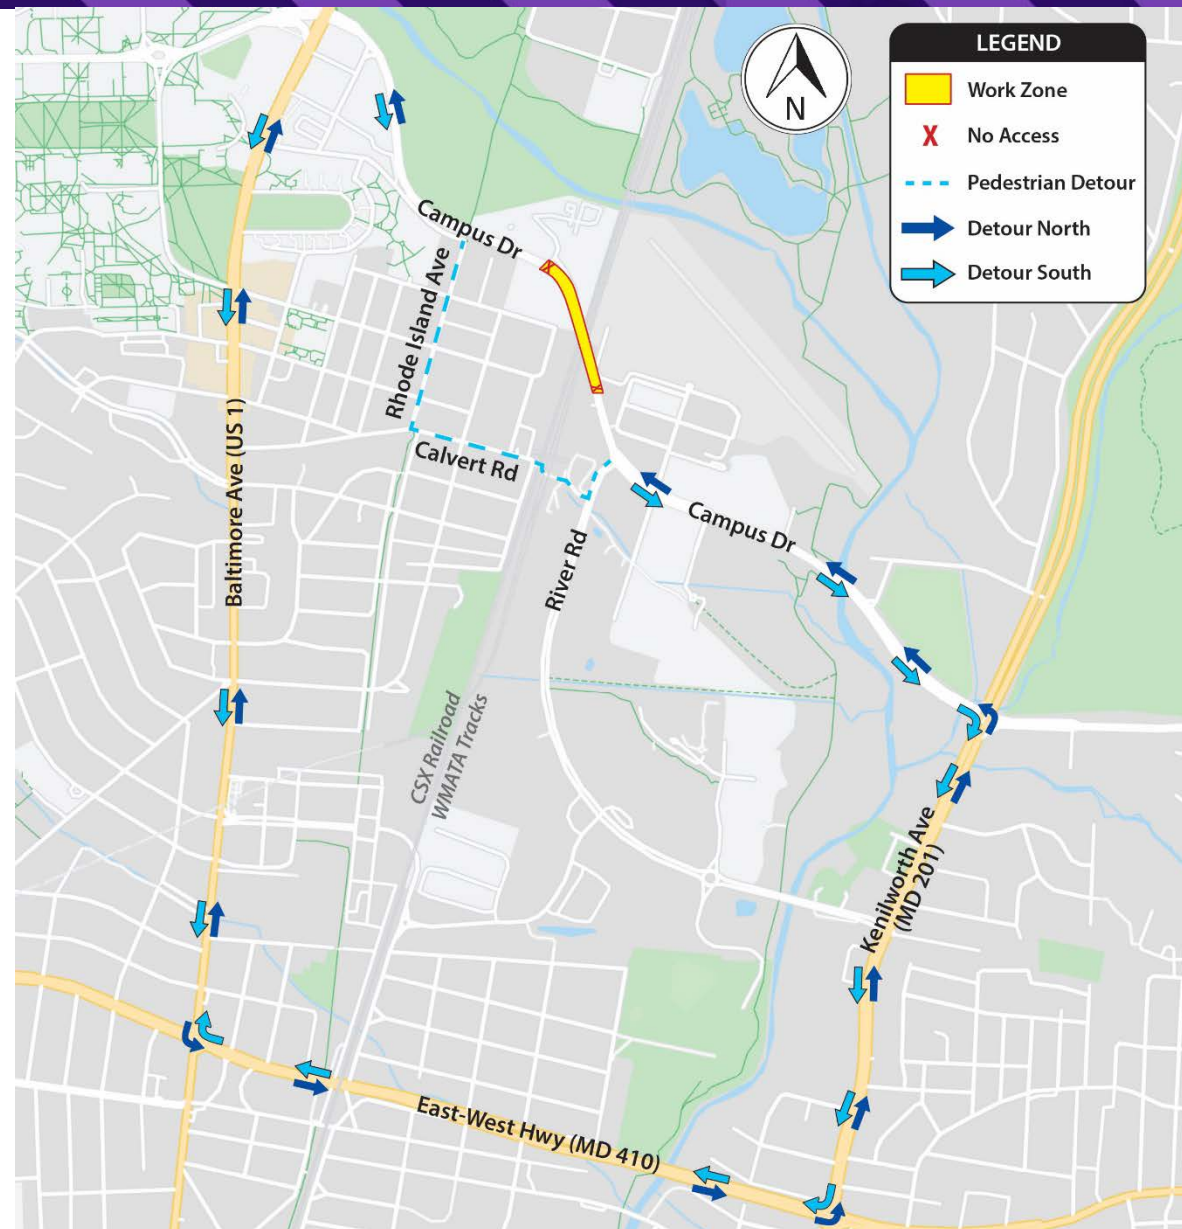 LEGEND
Work Zone
X No Access
Pedestrian Detour
Detour North
Detour South
N
Campus Dr
Rhode Island Ave
Calvert Rd
Baltimore Ave (US 1)
Campus Dr
River Rd
CSX Railroad
WMATA Tracks
Kenilworth Ave
(MD 201)
East-West Hwy (MD 410)